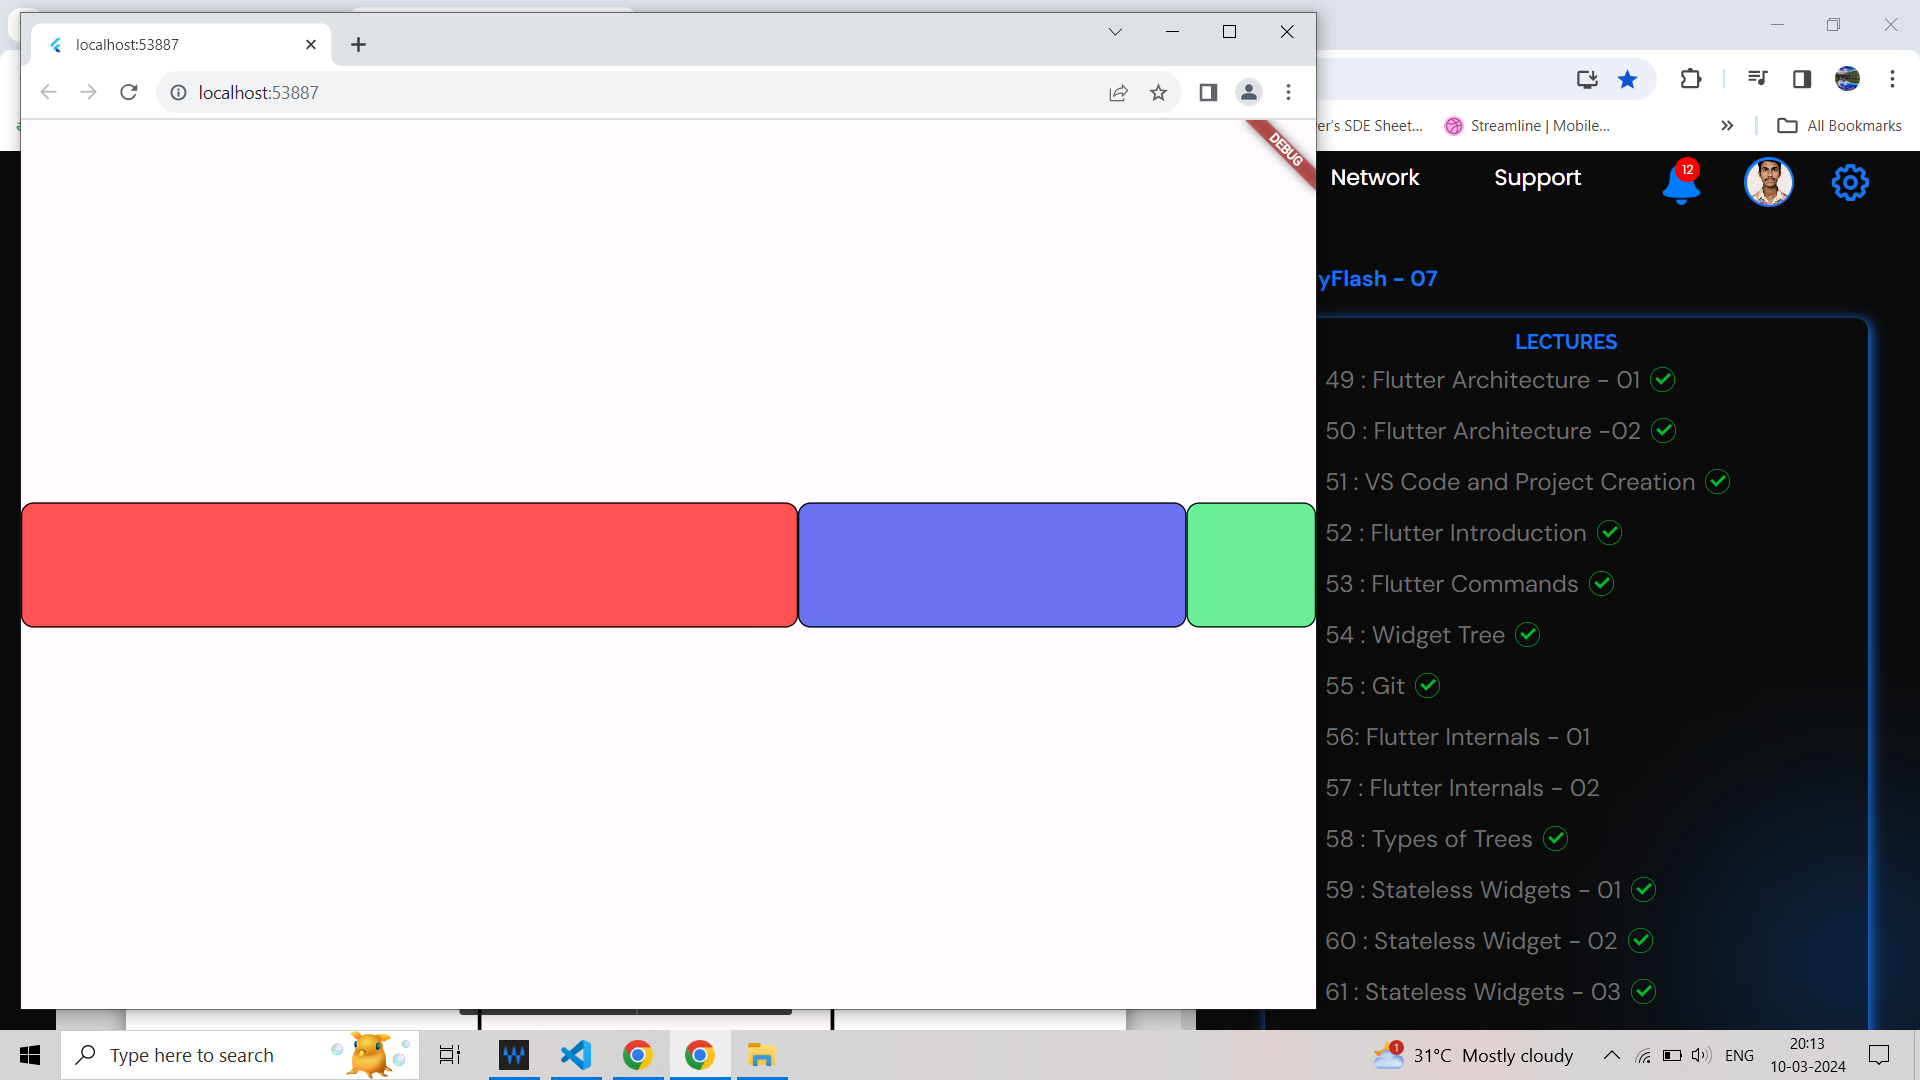 localhost:53887
localhost:53887
DEBUG
er's SDE Sheet...
Streamline | Mobile...
All Bookmarks
Network
Support
12
yFlash - 07
LECTURES
49 : Flutter Architecture - 01
50 : Flutter Architecture -02
51 : VS Code and Project Creation
52 : Flutter Introduction
53 : Flutter Commands
54 : Widget Tree
55 : Git
56: Flutter Internals - 01
57 : Flutter Internals - 02
58 : Types of Trees
59 : Stateless Widgets - 01
60 : Stateless Widget - 02
61 : Stateless Widgets - 03
Type here to search
1
31°C Mostly cloudy
ENG
20:13
10-03-2024